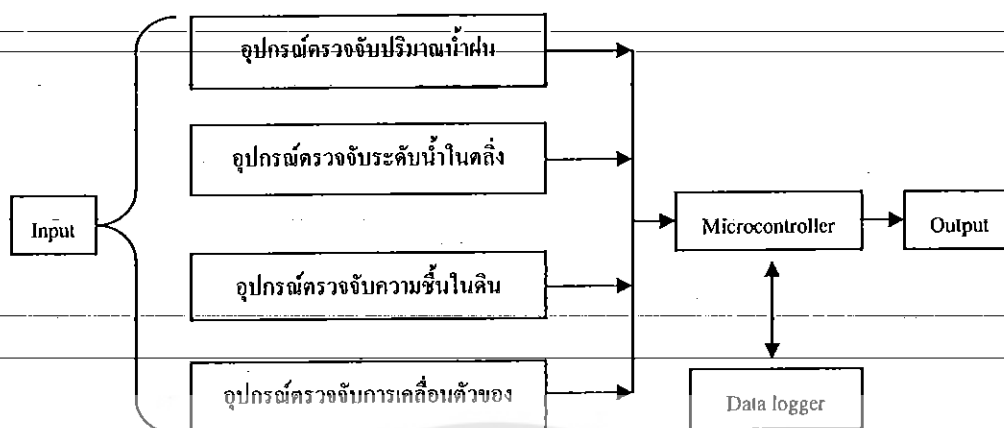 อุปกรณ์ตรวจจับปริมาณน้ำฝน
อุปกรณ์ตรวจจับระดับน้ำในตลิ่ง
Input
Microcontroller
Output
อุปกรณ์ตรวจจับความชื้นในดิน
อุปกรณ์ตรวจจับการเคลื่อนตัวของ
Data logger